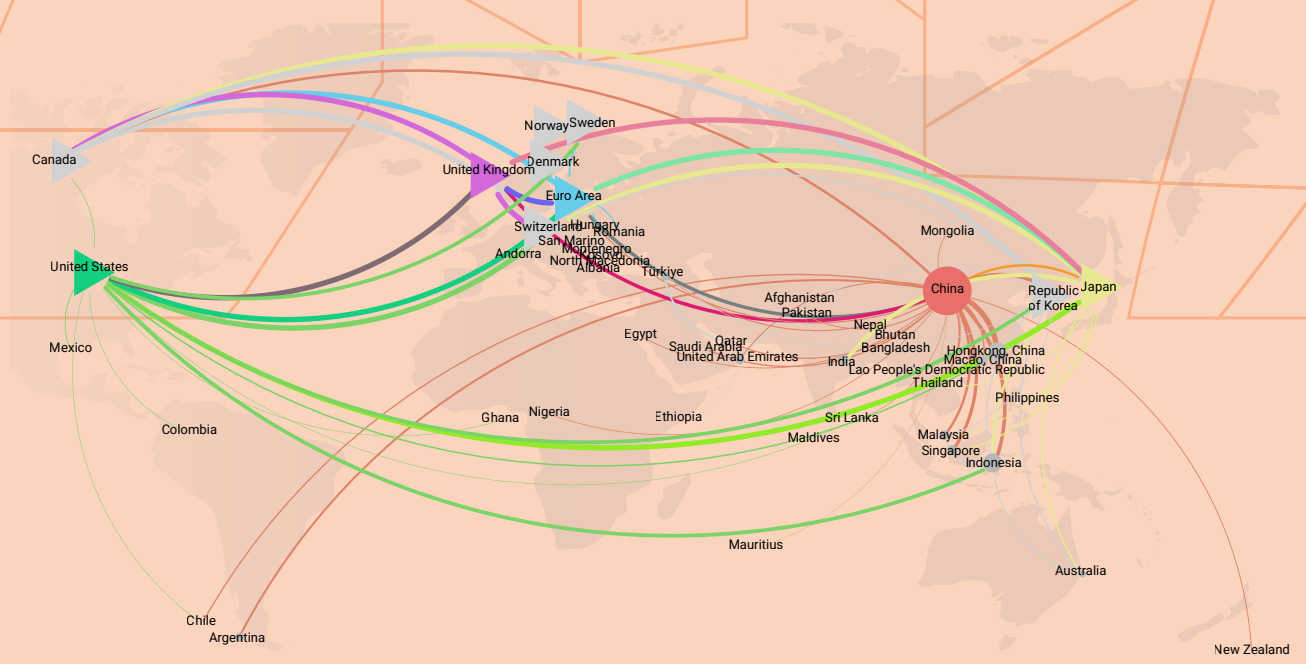 Norway
Sweden
Canada
Denmark
United Kingdom
Euro Area
Switzerland
Hungary
Romania
San Marino
Mongolia
Montenegro
Andorra
Kosovo
North Macedonia
Albania
United States
Türkiye
China
Japan
Republic
of Korea
Afghanistan
Pakistan
Nepal
Egypt
Bhutan
Qatar
Saudi Arabia
Bangladesh
Mexico
United Arab Emirates
Hongkong, China
Macao, China
India
Lao People's Democratic Republic
Thailand
Philippines
Nigeria
Ghana
Ethiopia
Sri Lanka
Colombia
Maldives
Malaysia
Singapore
Indonesia
Mauritius
Australia
Chile
Argentina
New Zealand